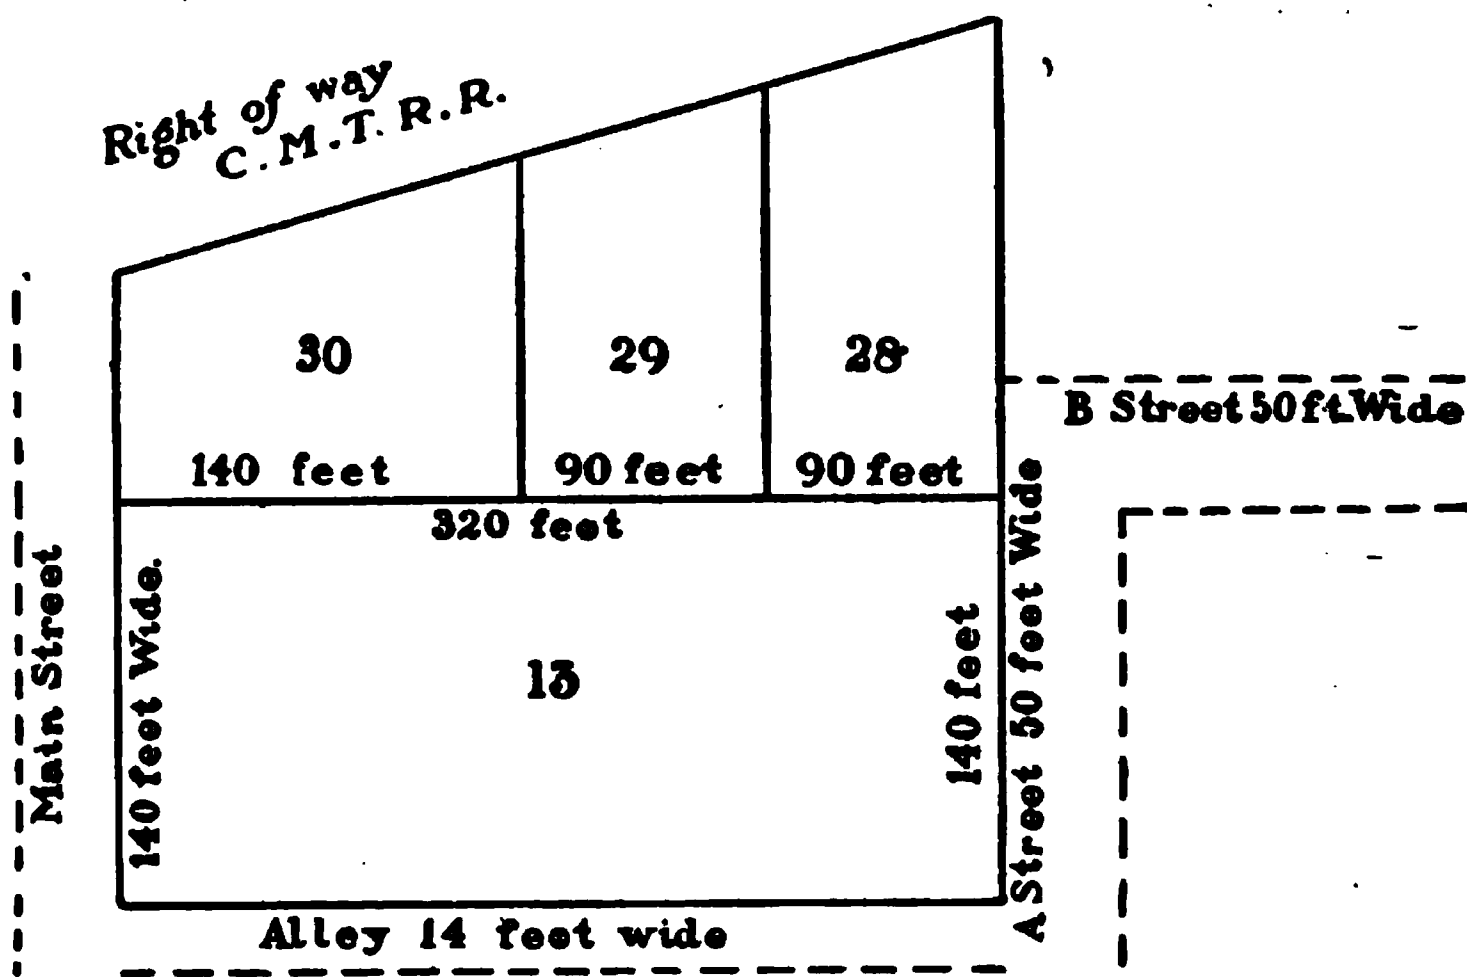 Right of way
C.M.T.R.R.
30
29
28
B Street 50 ft. Wide
140 feet
90 feet
90 feet
320 feet
Main Street
140 feet Wide.
13
140 feet
A Street 50 feet Wide
Alley 14 feet wide